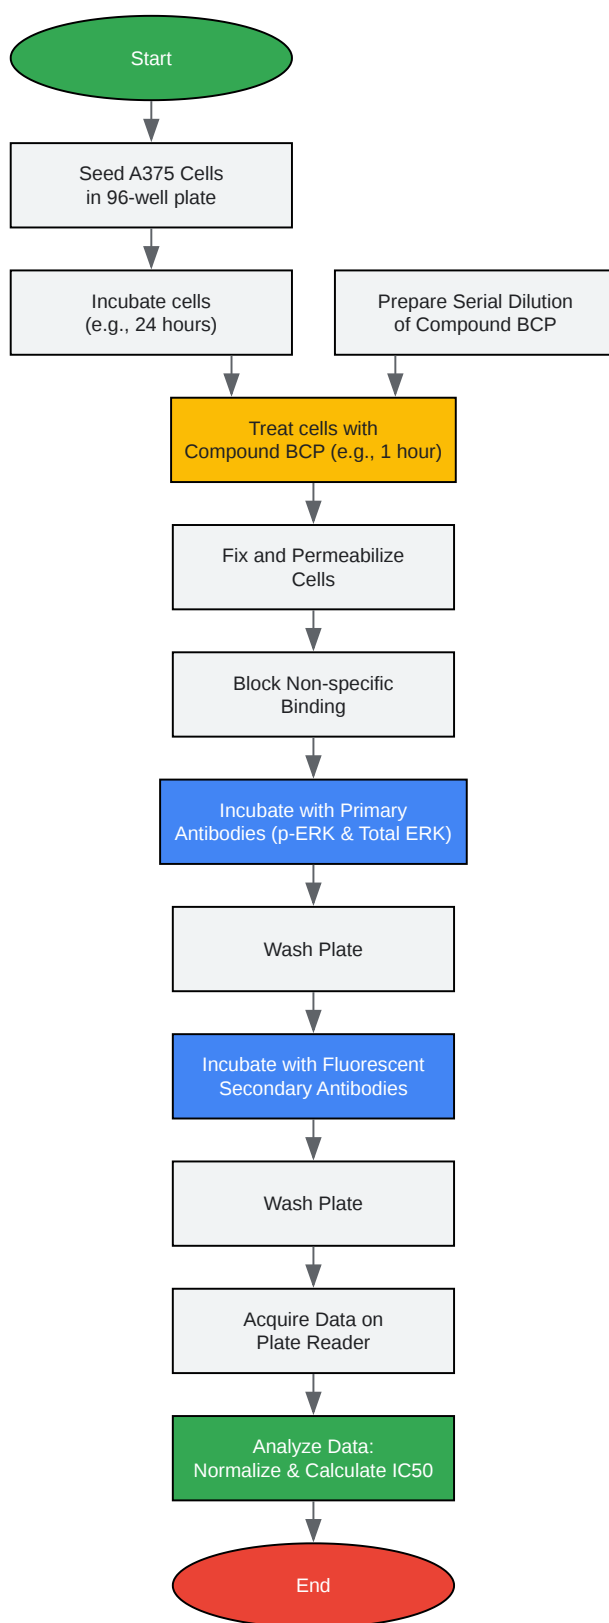 Start
Seed A375 Cells
in 96-well plate
Incubate cells
(e.g., 24 hours)
Prepare Serial Dilution
of Compound BCP
Treat cells with
Compound BCP (e.g., 1 hour)
Fix and Permeabilize
Cells
Block Non-specific
Binding
Incubate with Primary
Antibodies (p-ERK & Total ERK)
Wash Plate
Incubate with Fluorescent
Secondary Antibodies
Wash Plate
Acquire Data on
Plate Reader
Analyze Data:
Normalize & Calculate IC50
End